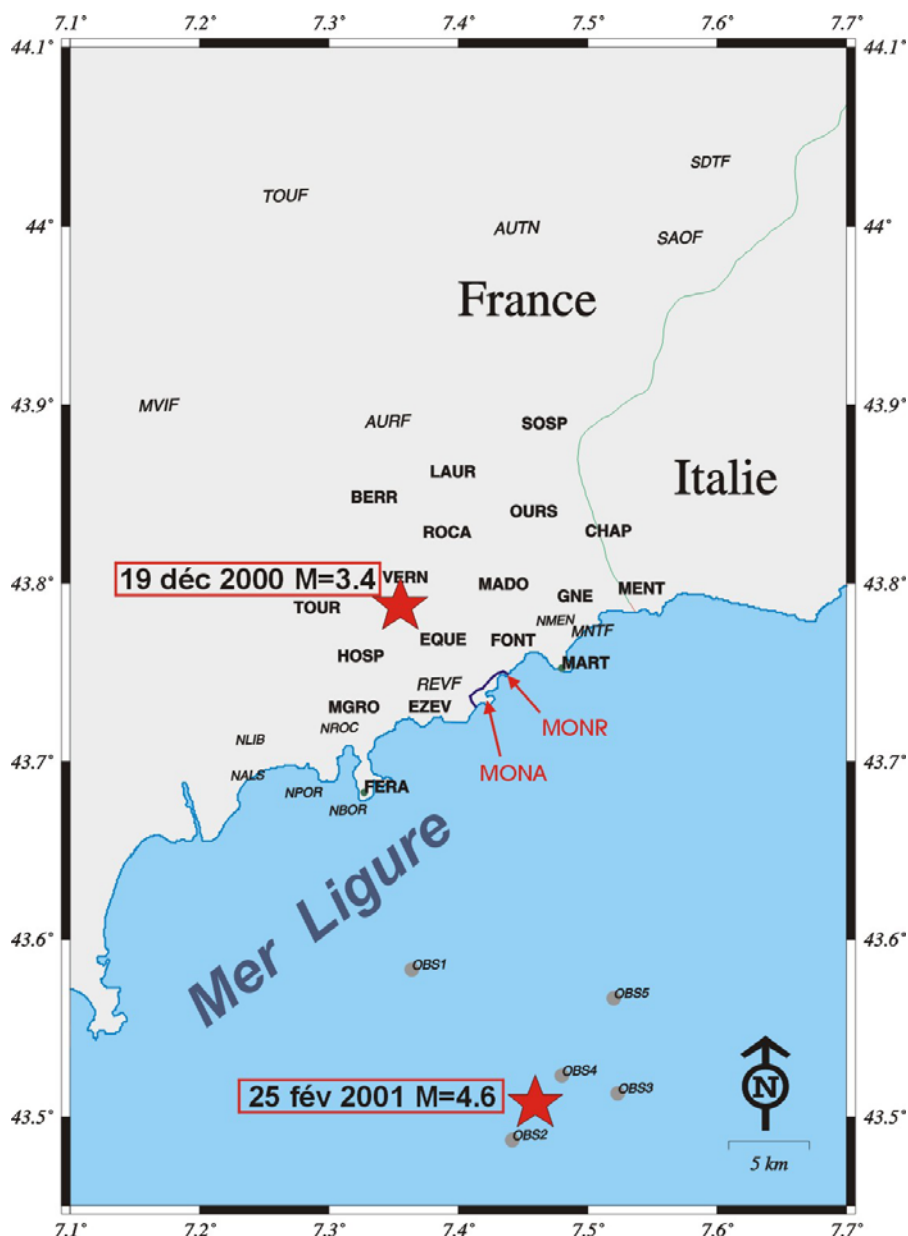 7.1° 7.2° 7.3° 7.4° 7.5° 7.6° 7.7°
44.1° 44.1°
SDTF
TOUF
44° AUTN 44°
SAOF
France
43.9° MVIF 43.9°
AURF SOSP
LAUR
Italie
BERR
OURS
ROCA CHAP
19 déc 2000 M=3.4 VERN
43.8° MADO MENT 43.8°
GNE
TOUR
NMEN
EQUE FONT MNTF
HOSP MART
REVF
MGRO EZEV
NROC MONR
NLIB
43.7° 43.7°
NALS MONA
NPOR FERA
NBOR
Mer Ligure
43.6° 43.6°
OBS1
OBS5
OBS4
25 fév 2001 M=4.6 OBS3
N
43.5° 43.5°
OBS2
5 km
7.1° 7.2° 7.3° 7.4° 7.5° 7.6° 7.7°